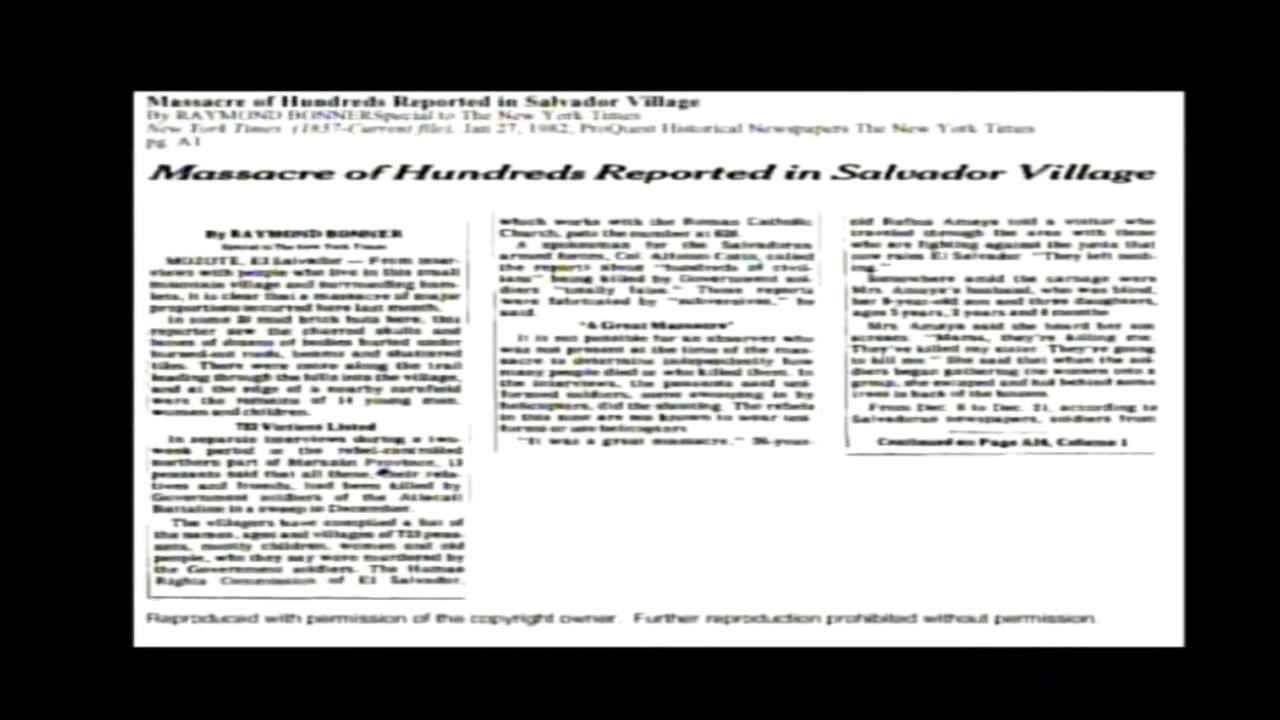 Massacre of Hundreds Reported in Salvador Village
By RAYMOND BONNERSpecial to The New York Times
New York Times (1857-Current file); Jan 27, 1982; ProQuest Historical Newspapers The New York Times
pg. A1
Massacre of Hundreds Reported in Salvador Village
By RAYMOND BONNER
Special to The New York Times
MOZOTE, El Salvador — From inter-
views with people who live in this small
mountain village and surrounding ham-
lets, it is clear that a massacre of major
proportions occurred here last month.
In some 20 mud brick huts here, this
reporter saw the charred skulls and
bones of dozens of bodies buried under
burned-out roofs, beams and shattered
tiles. There were more along the trail
leading through the hills into the village,
and at the edge of a nearby cornfield
were the remains of 14 young men,
women and children.
733 Victims Listed
In separate interviews during a two-
week period in the rebel-controlled
northern part of Morazán Province, 13
peasants said that all these, their rela-
tives and friends, had been killed by
Government soldiers of the Atlacatl
Battalion in a sweep in December.
The villagers have compiled a list of
the names, ages and villages of 733 peas-
ants, mostly children, women and old
people, who they say were murdered by
the Government soldiers. The Human
Rights Commission of El Salvador,
which works with the Roman Catholic
Church, puts the number at 926.
A spokesman for the Salvadoran
armed forces, Col. Alfonso Cotto, called
the reports about "hundreds of civil-
ians" being killed by Government sol-
diers "totally false." Those reports
were fabricated by "subversives," he
said.
"A Great Massacre"
It is not possible for an observer who
was not present at the time of the mas-
sacre to determine independently how
many people died or who killed them. In
the interviews, the peasants said uni-
formed soldiers, some swooping in by
helicopters, did the shooting. The rebels
in this zone are not known to wear uni-
forms or use helicopters.
"It was a great massacre," 38-year-
old Rufina Amaya told a visitor who
traveled through the area with those
who are fighting against the junta that
now rules El Salvador. "They left noth-
ing."
Somewhere amid the carnage were
Mrs. Amaya's husband, who was blind,
her 9-year-old son and three daughters,
ages 5 years, 3 years and 8 months.
Mrs. Amaya said she heard her son
scream: "Mama, they're killing me.
They've killed my sister. They're going
to kill me." She said that when the sol-
diers began gathering the women into a
group, she escaped and hid behind some
trees in back of the houses.
From Dec. 8 to Dec. 21, according to
Salvadoran newspapers, soldiers from
Continued on Page A10, Column 1
Reproduced with permission of the copyright owner. Further reproduction prohibited without permission.